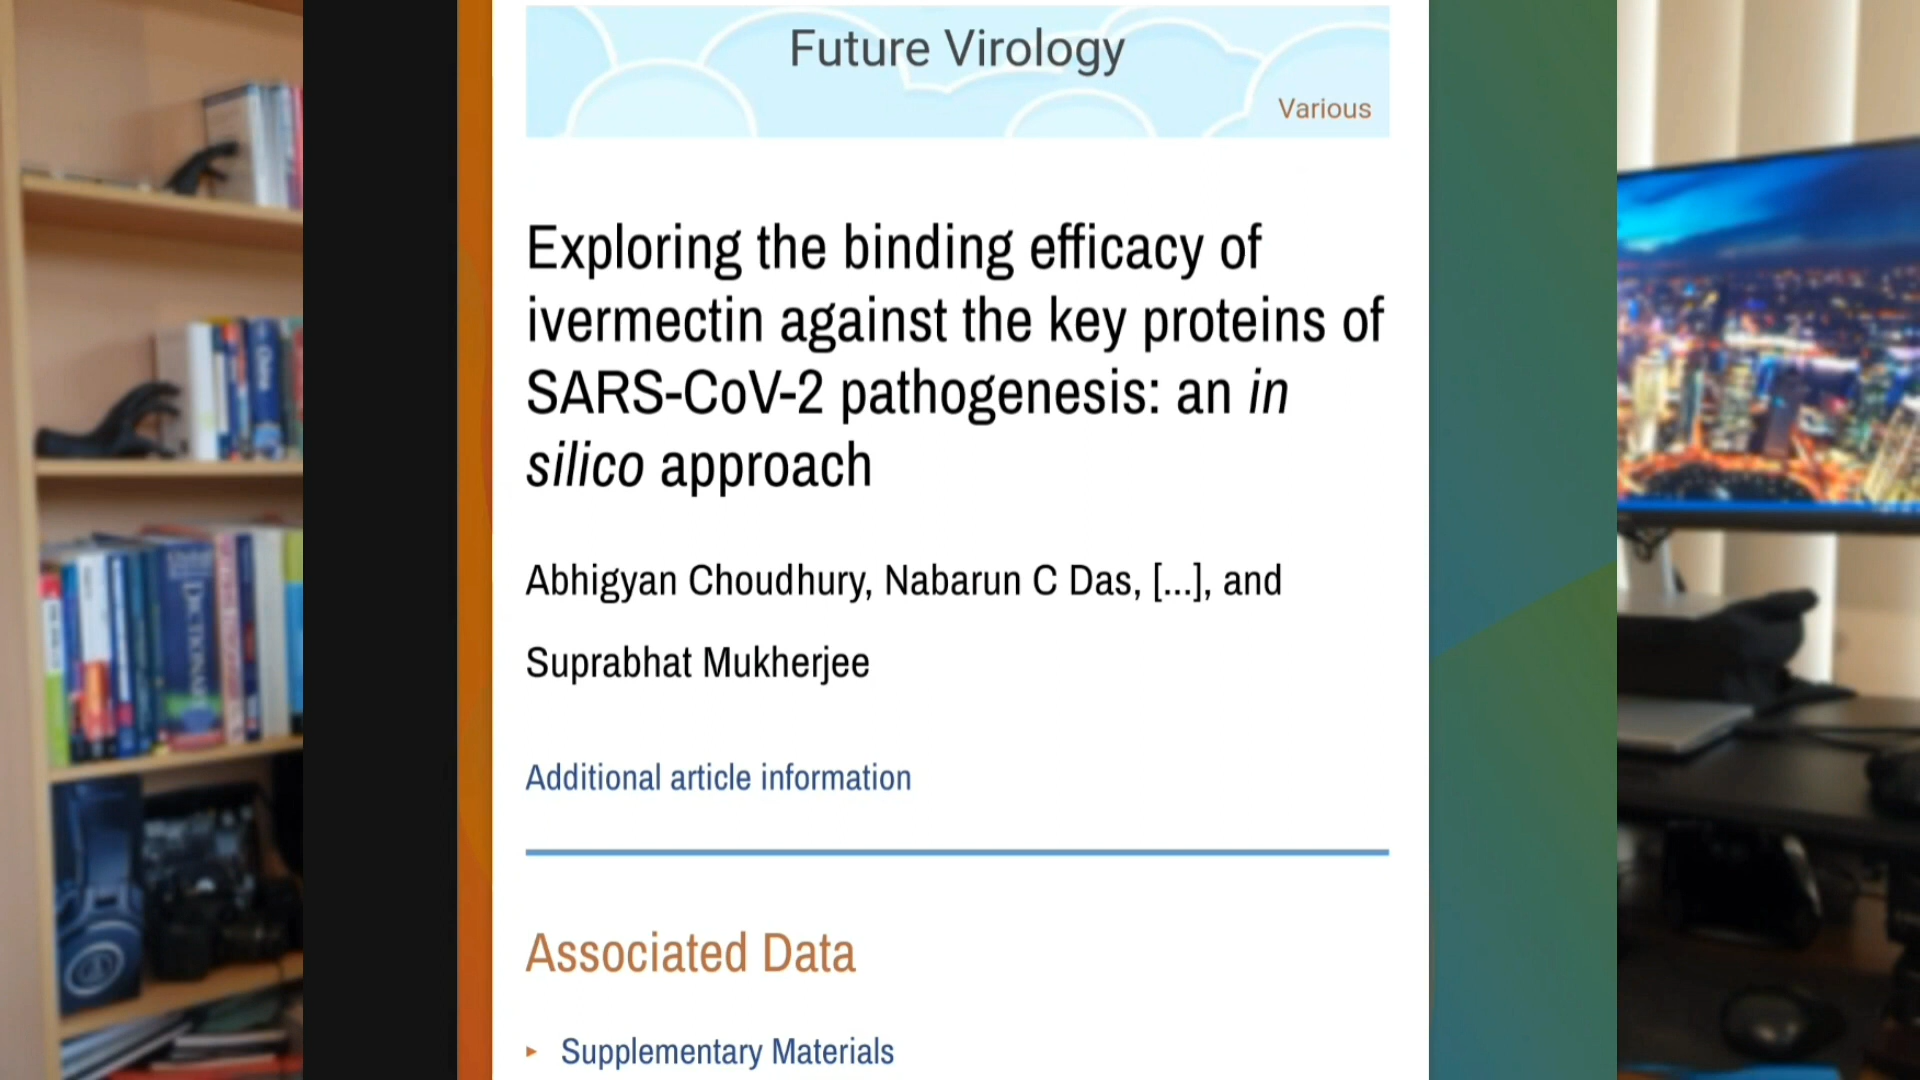 Future Virology
Various
Exploring the binding efficacy of
ivermectin against the key proteins of
SARS-CoV-2 pathogenesis: an in
silico approach
Abhigyan Choudhury, Nabarun C Das, [...], and
Suprabhat Mukherjee
Additional article information
Associated Data
▸ Supplementary Materials
DICTIONARY